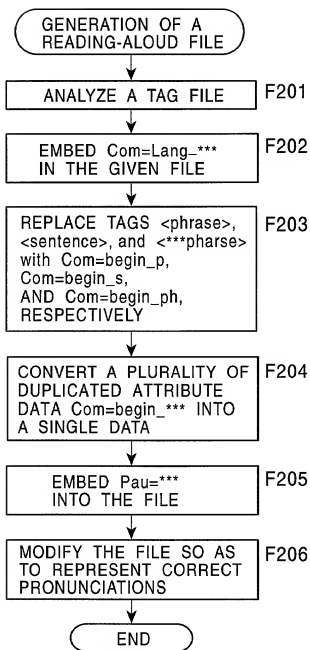 GENERATION OF A
READING-ALOUD FILE
ANALYZE A TAG FILE
F201
EMBED Com=Lang_***
IN THE GIVEN FILE
F202
REPLACE TAGS <phrase>,
<sentence>, and <***pharse>
with Com=begin_p,
Com=begin_s,
AND Com=begin_ph,
RESPECTIVELY
F203
CONVERT A PLURALITY OF
DUPLICATED ATTRIBUTE
DATA Com=begin_*** INTO
A SINGLE DATA
F204
EMBED Pau=***
INTO THE FILE
F205
MODIFY THE FILE SO AS
TO REPRESENT CORRECT
PRONUNCIATIONS
F206
END